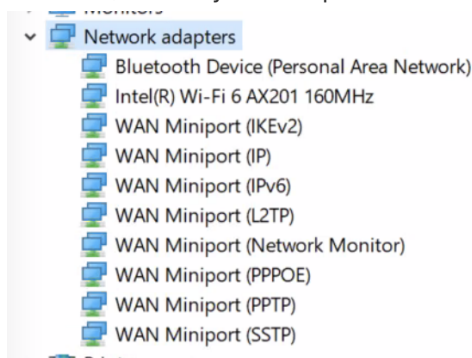 Monitors
Network adapters
Bluetooth Device (Personal Area Network)
Intel(R) Wi-Fi 6 AX201 160MHz
WAN Miniport (IKEv2)
WAN Miniport (IP)
WAN Miniport (IPv6)
WAN Miniport (L2TP)
WAN Miniport (Network Monitor)
WAN Miniport (PPPOE)
WAN Miniport (PPTP)
WAN Miniport (SSTP)